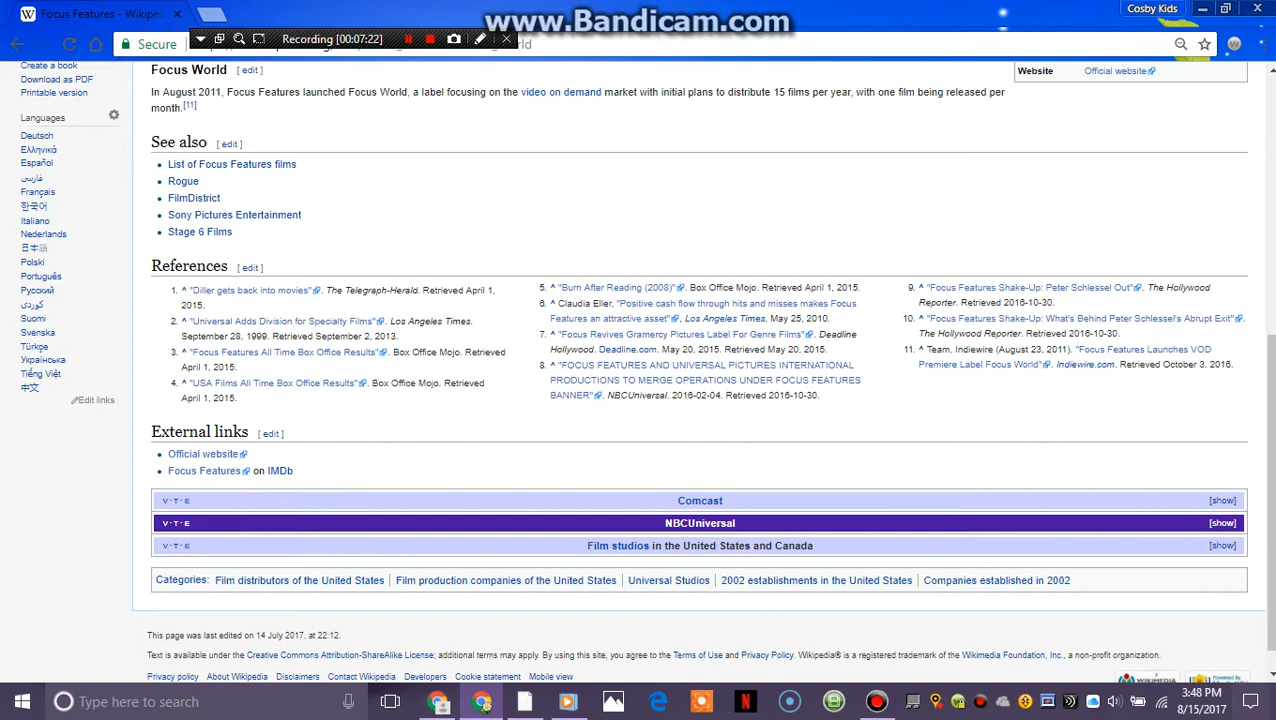 www.Bandicam.com
Cosby Kids
Focus Features - Wikipe
Recording [00:07:22]
Secure
Create a book
Download as PDF
Printable version
Languages
Deutsch
Ελληνικά
Español
فارسی
Français
한국어
Italiano
Nederlands
日本語
Polski
Português
Русский
کوردی
Suomi
Svenska
Türkçe
Українська
Tiếng Việt
中文
Edit links
Focus World [ edit ]
Website Official website
In August 2011, Focus Features launched Focus World, a label focusing on the video on demand market with initial plans to distribute 15 films per year, with one film being released per
month.[11]
See also [ edit ]
• List of Focus Features films
• Rogue
• FilmDistrict
• Sony Pictures Entertainment
• Stage 6 Films
References [ edit ]
1. ^ "Diller gets back into movies". The Telegraph-Herald. Retrieved April 1,
2015.
2. ^ "Universal Adds Division for Specialty Films". Los Angeles Times.
September 28, 1999. Retrieved September 2, 2013.
3. ^ "Focus Features All Time Box Office Results". Box Office Mojo. Retrieved
April 1, 2015.
4. ^ "USA Films All Time Box Office Results". Box Office Mojo. Retrieved
April 1, 2015.
5. ^ "Burn After Reading (2008)". Box Office Mojo. Retrieved April 1, 2015.
6. ^ Claudia Eller, "Positive cash flow through hits and misses makes Focus
Features an attractive asset", Los Angeles Times, May 25, 2010.
7. ^ "Focus Revives Gramercy Pictures Label For Genre Films". Deadline
Hollywood. Deadline.com. May 20, 2015. Retrieved May 20, 2015.
8. ^ "FOCUS FEATURES AND UNIVERSAL PICTURES INTERNATIONAL
PRODUCTIONS TO MERGE OPERATIONS UNDER FOCUS FEATURES
BANNER". NBCUniversal. 2016-02-04. Retrieved 2016-10-30.
9. ^ "Focus Features Shake-Up: Peter Schlessel Out". The Hollywood
Reporter. Retrieved 2016-10-30.
10. ^ "Focus Features Shake-Up: What's Behind Peter Schlessel's Abrupt Exit".
The Hollywood Reporter. Retrieved 2016-10-30.
11. ^ Team, Indiewire (August 23, 2011). "Focus Features Launches VOD
Premiere Label Focus World". Indiewire.com. Retrieved October 3, 2016.
External links [ edit ]
• Official website
• Focus Features on IMDb
V · T · E Comcast [show]
V · T · E NBCUniversal [show]
V · T · E Film studios in the United States and Canada [show]
Categories: Film distributors of the United States | Film production companies of the United States | Universal Studios | 2002 establishments in the United States | Companies established in 2002
This page was last edited on 14 July 2017, at 22:12.
Text is available under the Creative Commons Attribution-ShareAlike License; additional terms may apply. By using this site, you agree to the Terms of Use and Privacy Policy. Wikipedia® is a registered trademark of the Wikimedia Foundation, Inc., a non-profit organization.
Privacy policy About Wikipedia Disclaimers Contact Wikipedia Developers Cookie statement Mobile view
Type here to search
3:48 PM
8/15/2017